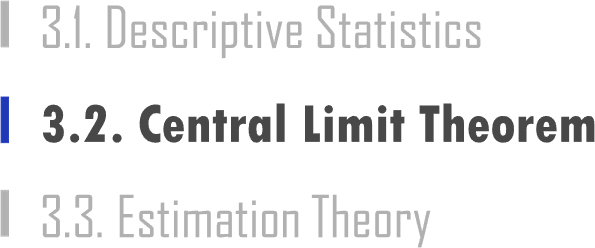 3.1. Descriptive Statistics
3.2. Central Limit Theorem
3.3. Estimation Theory